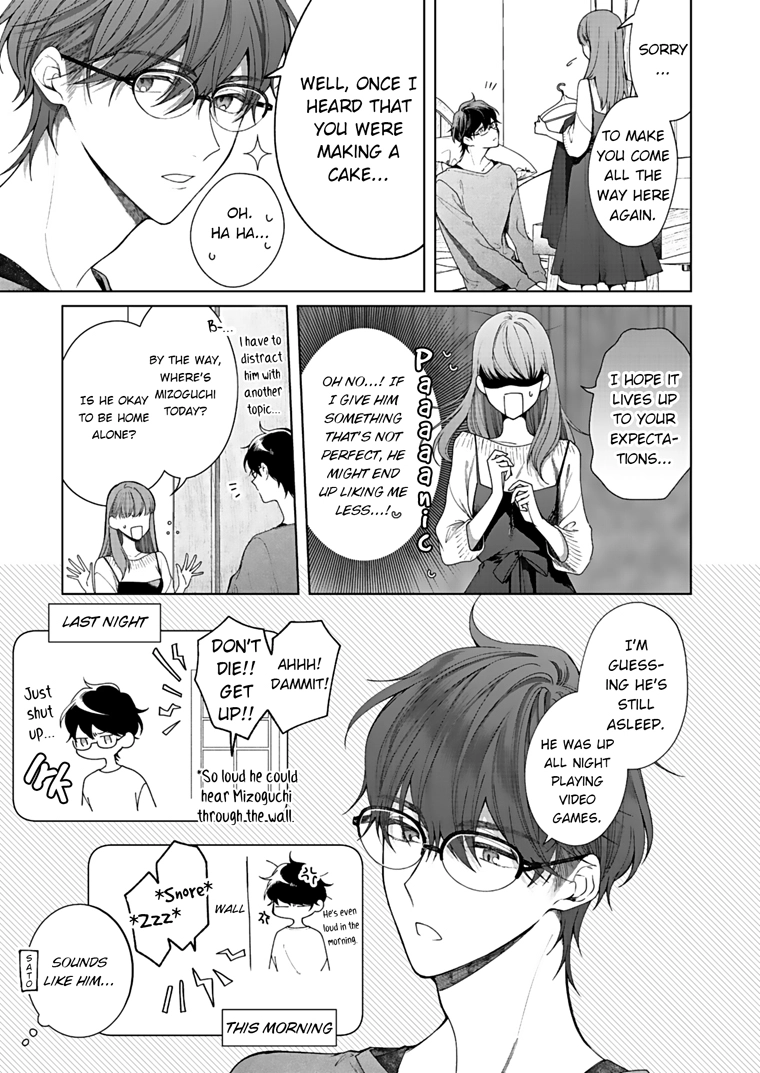 SORRY
...
TO MAKE
YOU COME
ALL THE
WAY HERE
AGAIN.
WELL, ONCE I
HEARD THAT
YOU WERE
MAKING A
CAKE...
OH.
HA HA...
I HOPE IT
LIVES UP
TO YOUR
EXPECTA-
TIONS...
Paaaaanic
OH NO...! IF
I GIVE HIM
SOMETHING
THAT'S NOT
PERFECT, HE
MIGHT END
UP LIKING ME
LESS...!
I have to
distract
him with
another
topic...
B-...
BY THE WAY,
WHERE'S
MIZOGUCHI
TODAY?
IS HE OKAY
TO BE HOME
ALONE?
I'M
GUESS-
ING HE'S
STILL
ASLEEP.
HE WAS UP
ALL NIGHT
PLAYING
VIDEO
GAMES.
LAST NIGHT
AHHH!
DAMMIT!
DON'T
DIE!!
GET
UP!!
Just
shut
up...
Irk
*So loud he could
hear Mizoguchi
through the wall.
*Snore*
*Zzz*
WALL
He's even
loud in the
morning.
THIS MORNING
SOUNDS
LIKE HIM...
SATO